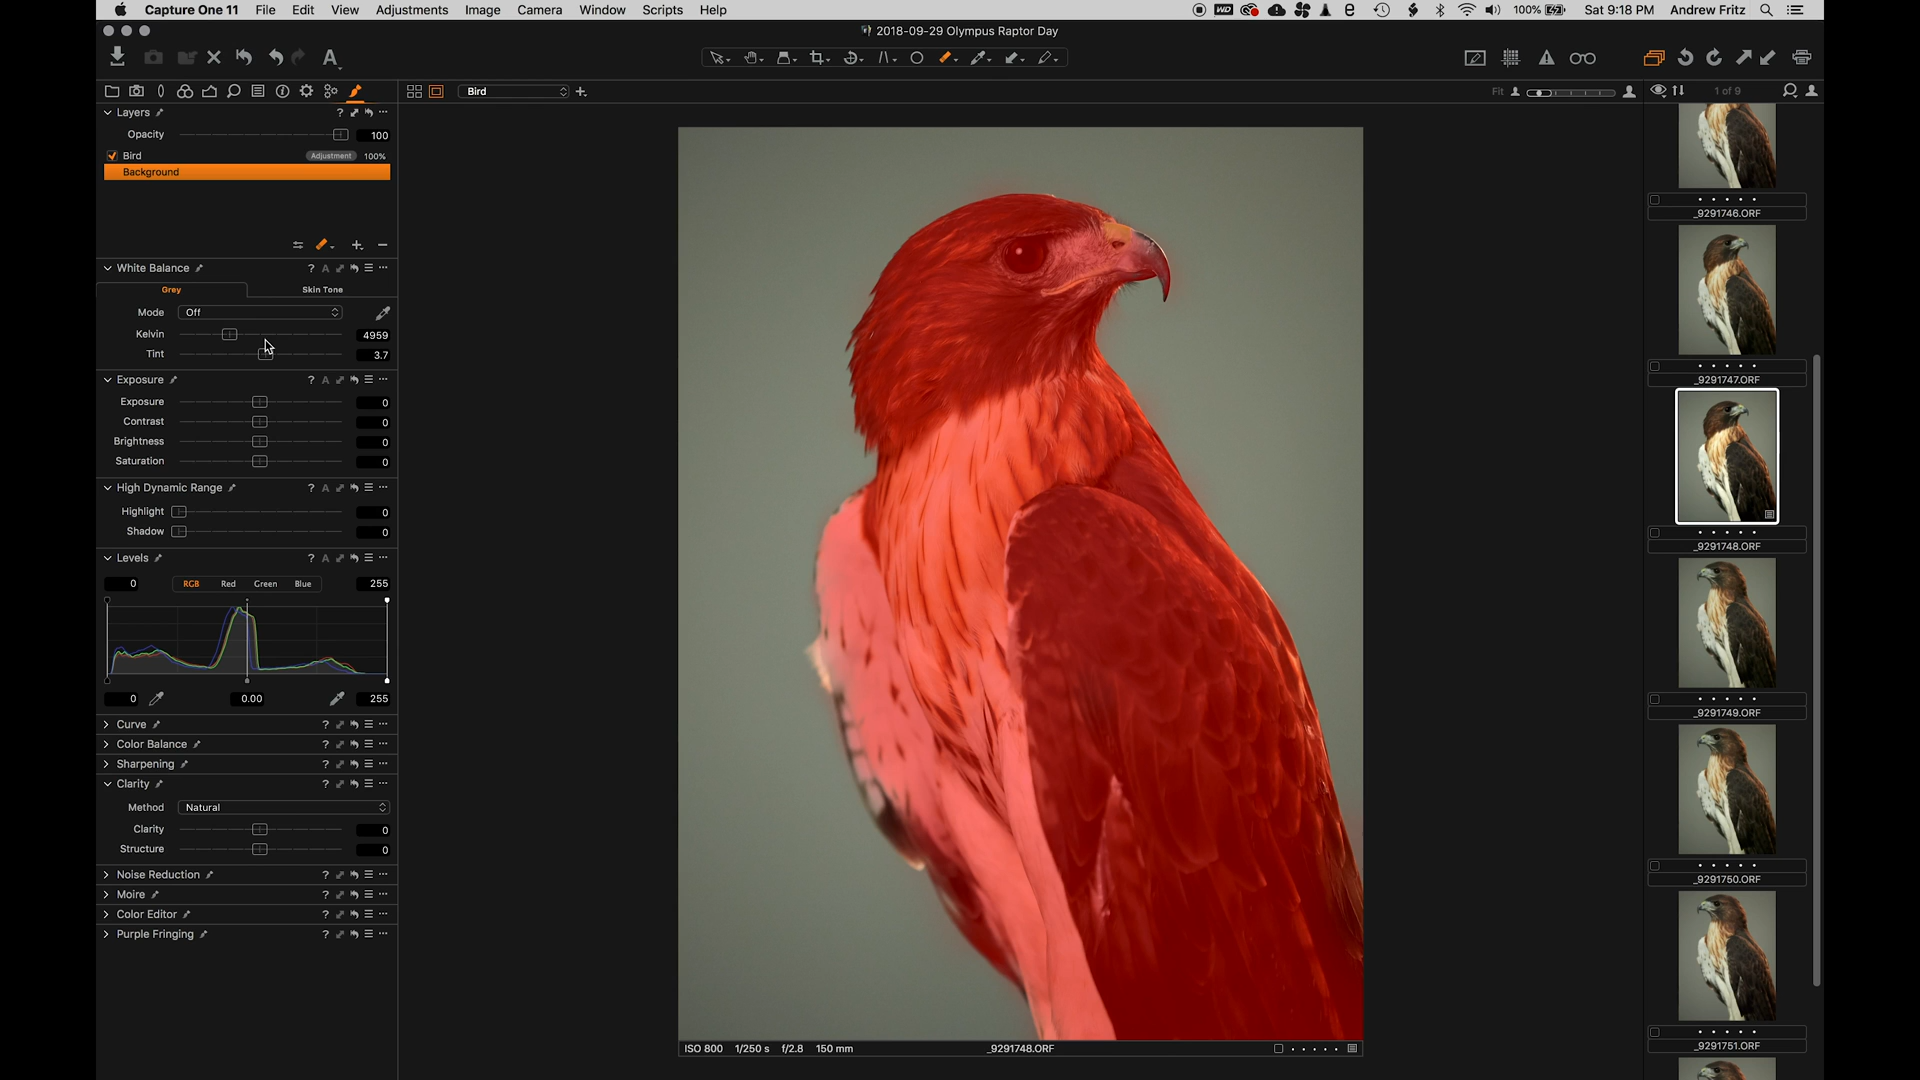 Capture One 11 File Edit View Adjustments Image Camera Window Scripts Help
WD e 100% Sat 9:18 PM Andrew Fritz
2018-09-29 Olympus Raptor Day
Bird
Fit
1 of 9
Layers
Opacity 100
Bird Adjustment 100%
Background
White Balance
Grey Skin Tone
Mode Off
Kelvin 4959
Tint 3.7
Exposure
Exposure 0
Contrast 0
Brightness 0
Saturation 0
High Dynamic Range
Highlight 0
Shadow 0
Levels
0 RGB Red Green Blue 255
0 0.00 255
Curve
Color Balance
Sharpening
Clarity
Method Natural
Clarity 0
Structure 0
Noise Reduction
Moire
Color Editor
Purple Fringing
ISO 800 1/250 s f/2.8 150 mm _9291748.ORF
_9291746.ORF
_9291747.ORF
_9291748.ORF
_9291749.ORF
_9291750.ORF
_9291751.ORF